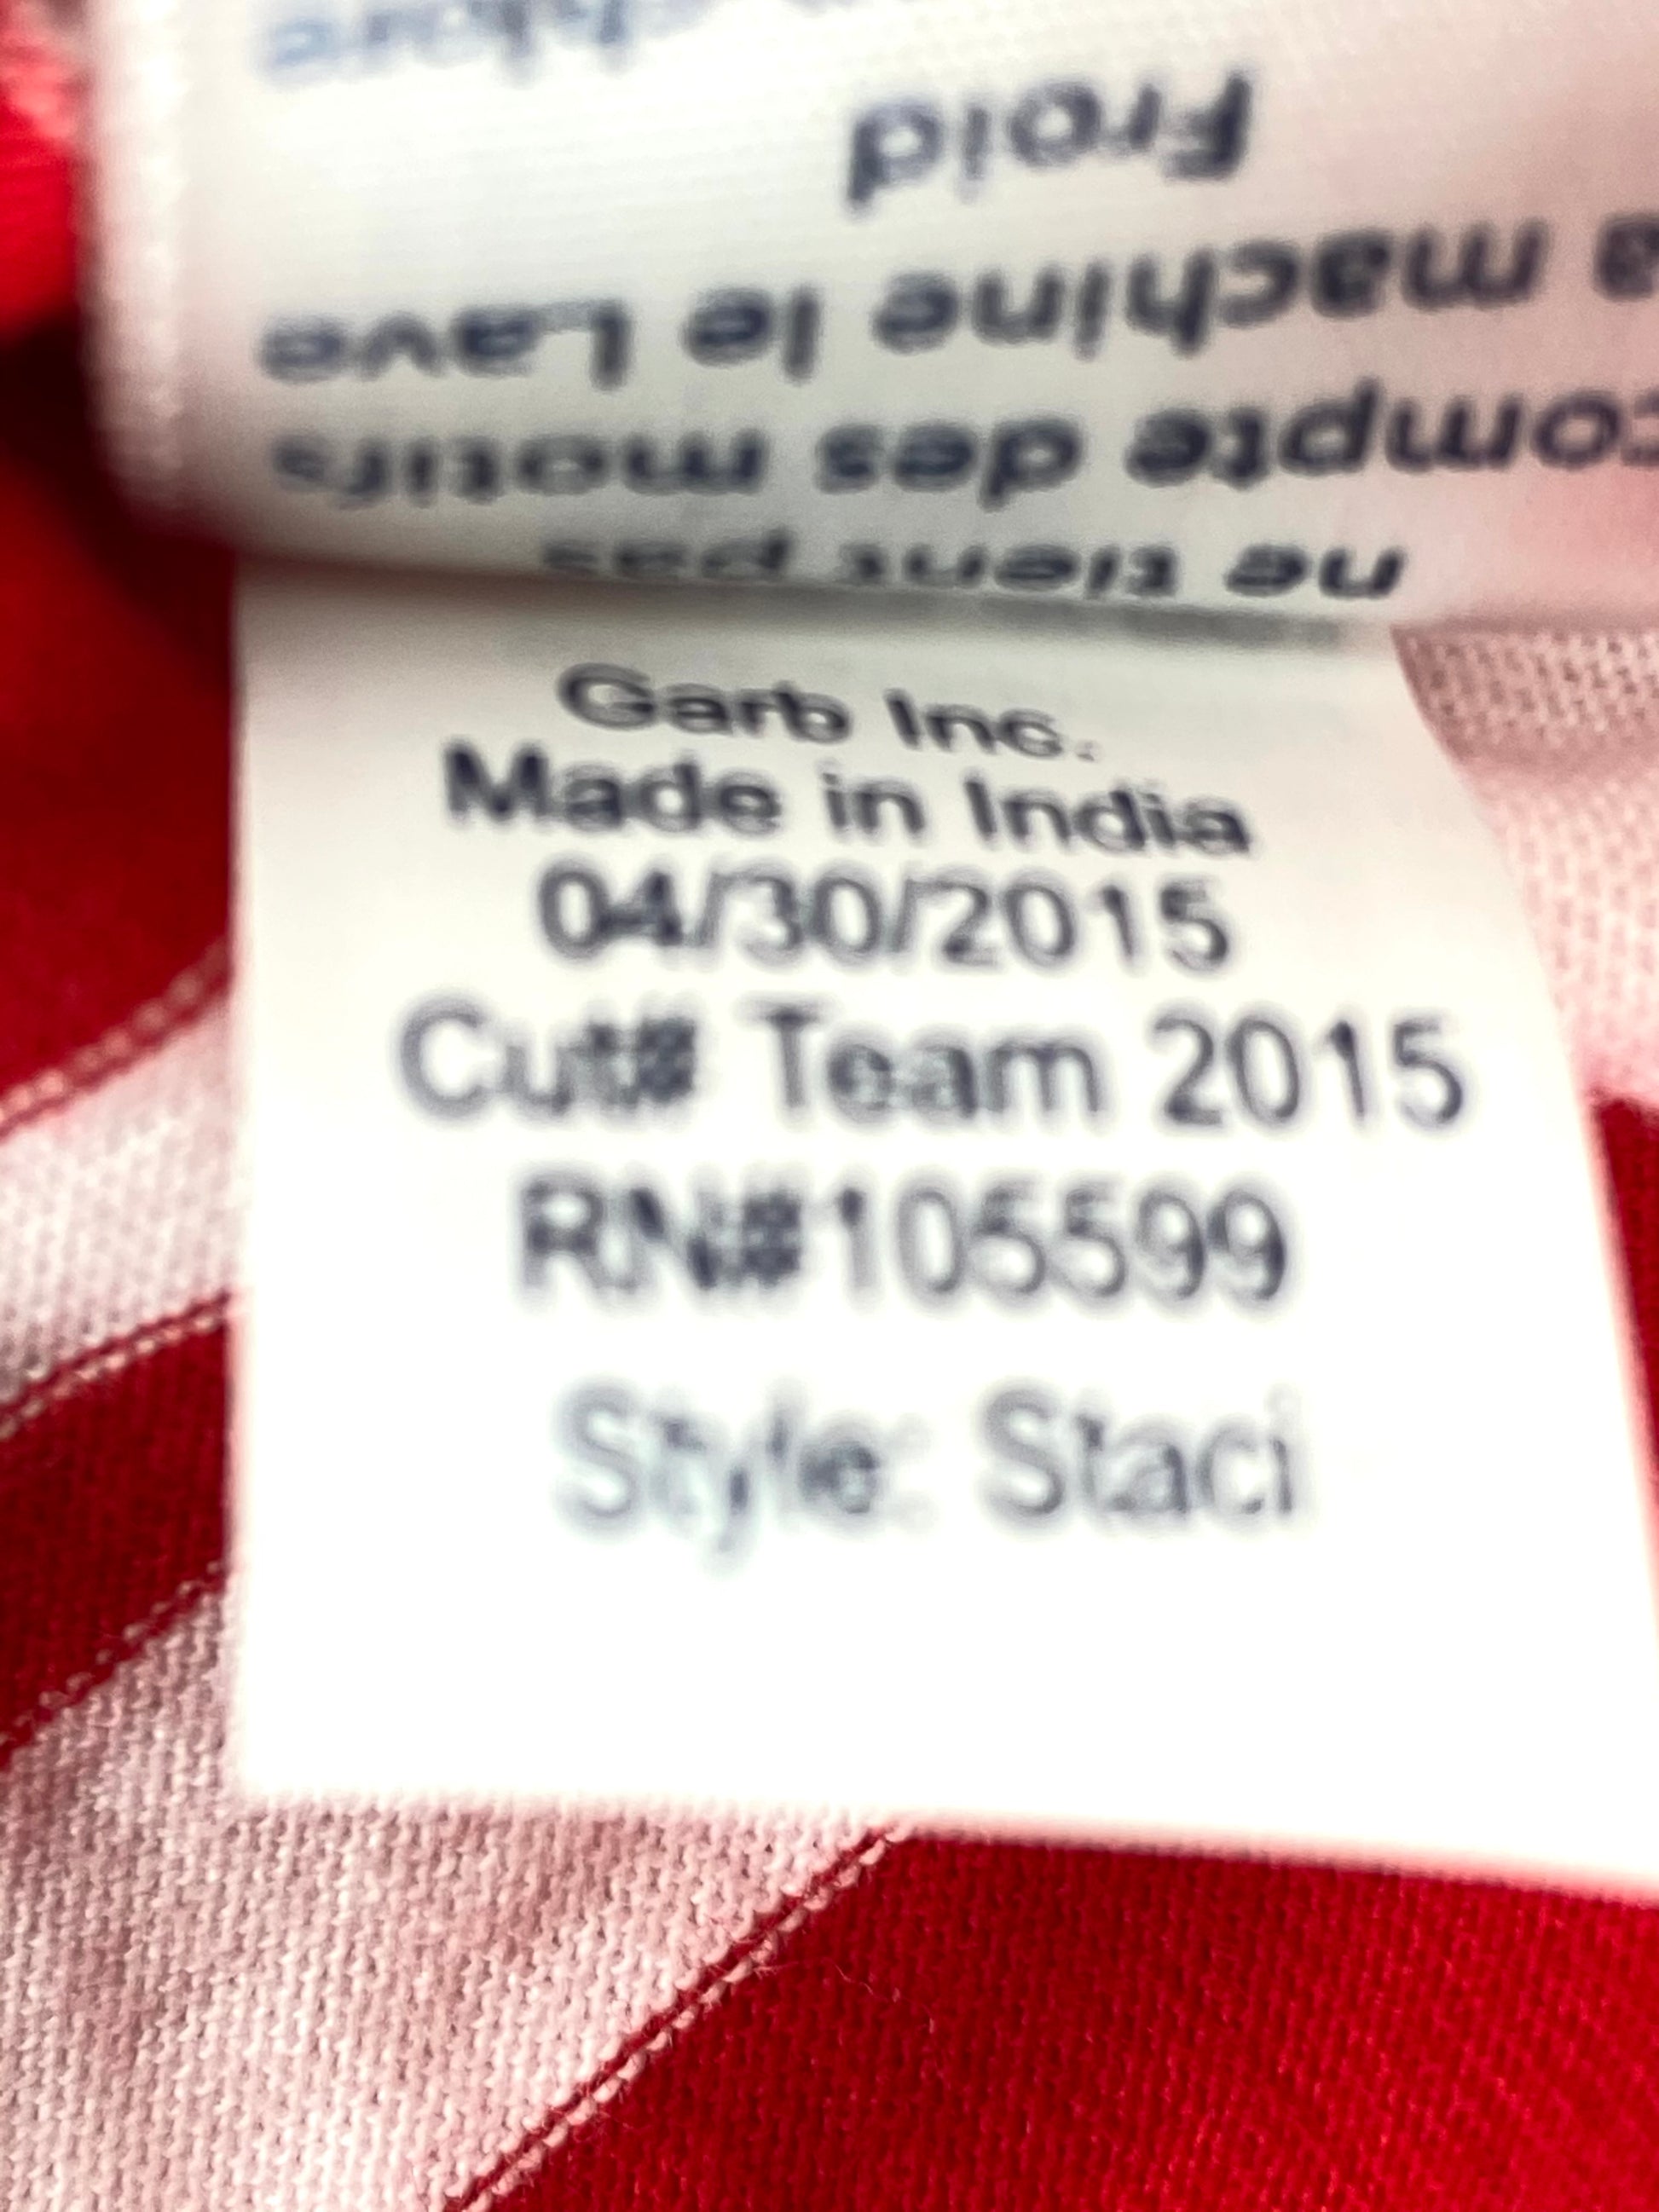 Froid
a machine le Lave
compte des motifs
ne tient pas
Garb Inc.
Made in India
04/30/2015
Cut# Team 2015
RN#105599
Style: Staci